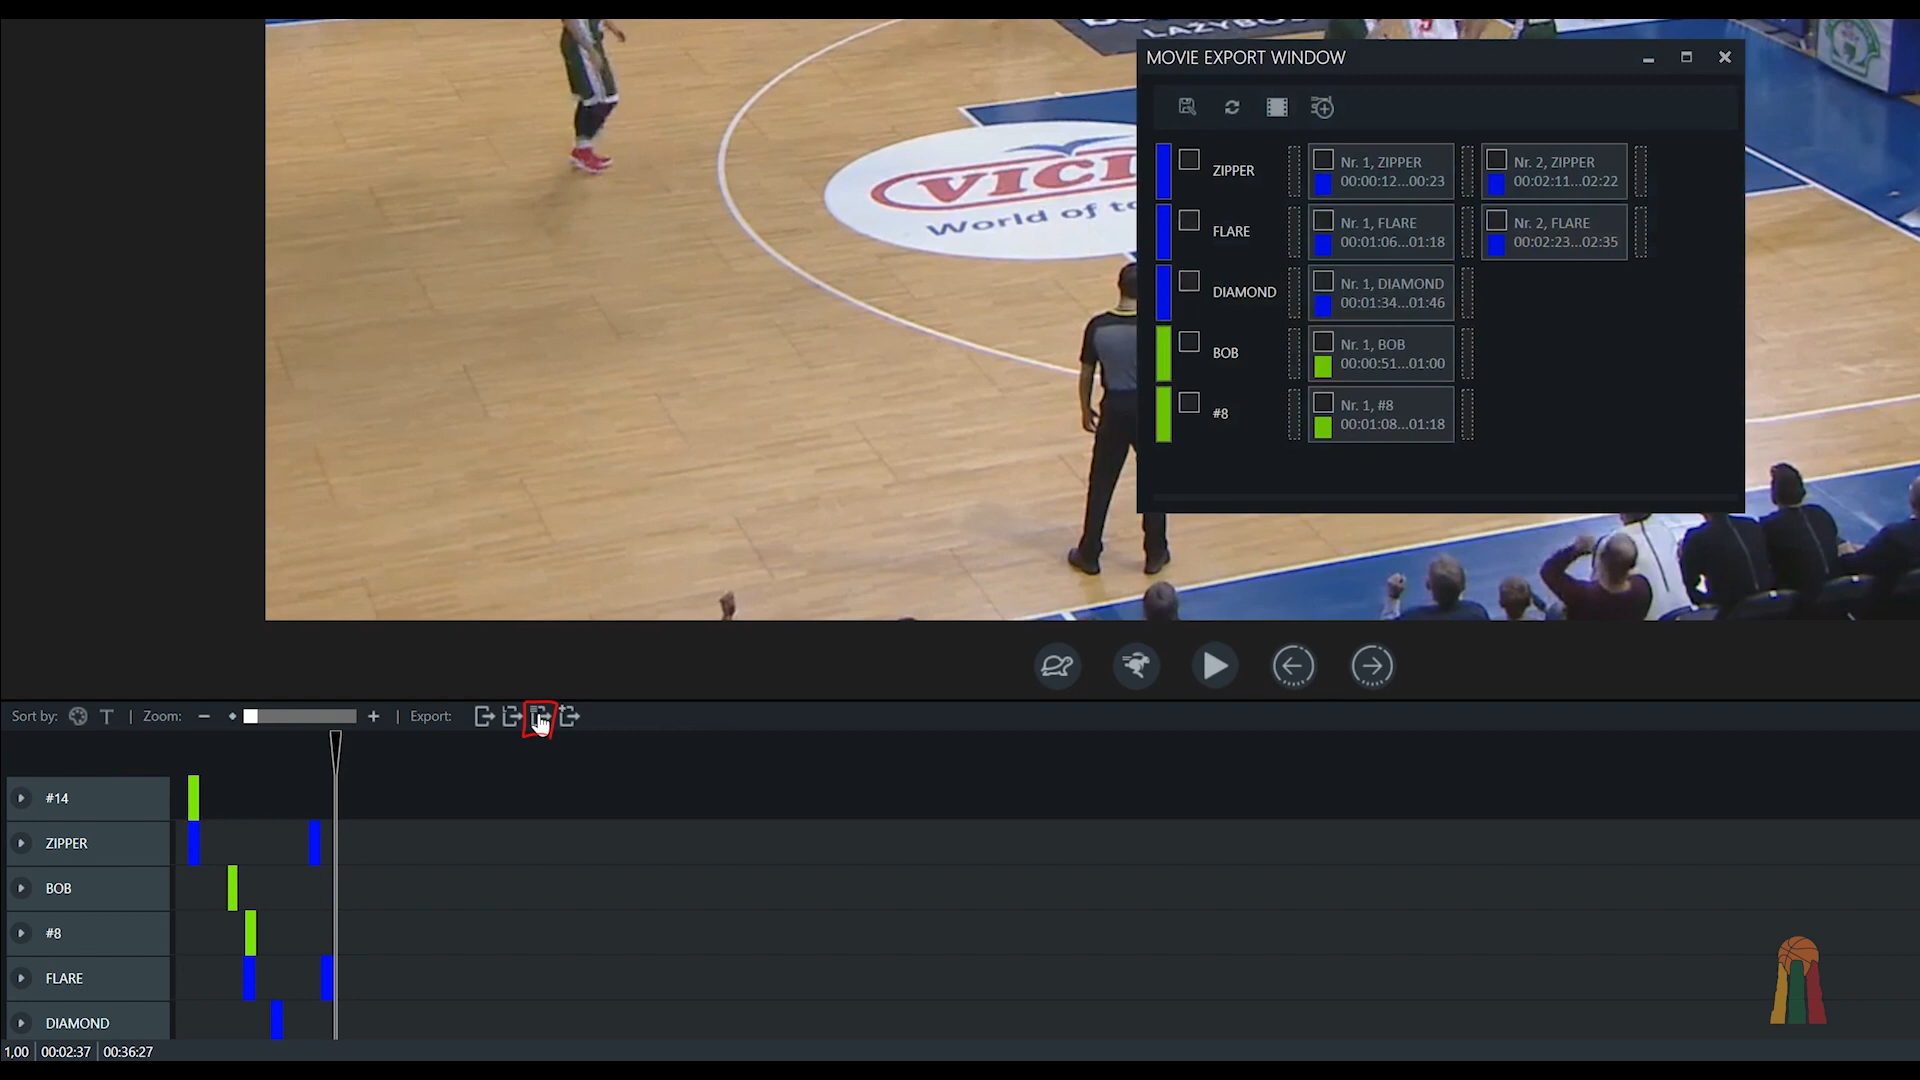 LAZYBO
MOVIE EXPORT WINDOW
ZIPPER
Nr. 1, ZIPPER
00:00:12...00:23
Nr. 2, ZIPPER
00:02:11...02:22
FLARE
Nr. 1, FLARE
00:01:06...01:18
Nr. 2, FLARE
00:02:23...02:35
DIAMOND
Nr. 1, DIAMOND
00:01:34...01:46
BOB
Nr. 1, BOB
00:00:51...01:00
#8
Nr. 1, #8
00:01:08...01:18
VICI
World of t
Sort by: T | Zoom: | Export:
#14
ZIPPER
BOB
#8
FLARE
DIAMOND
1,00 | 00:02:37 | 00:36:27